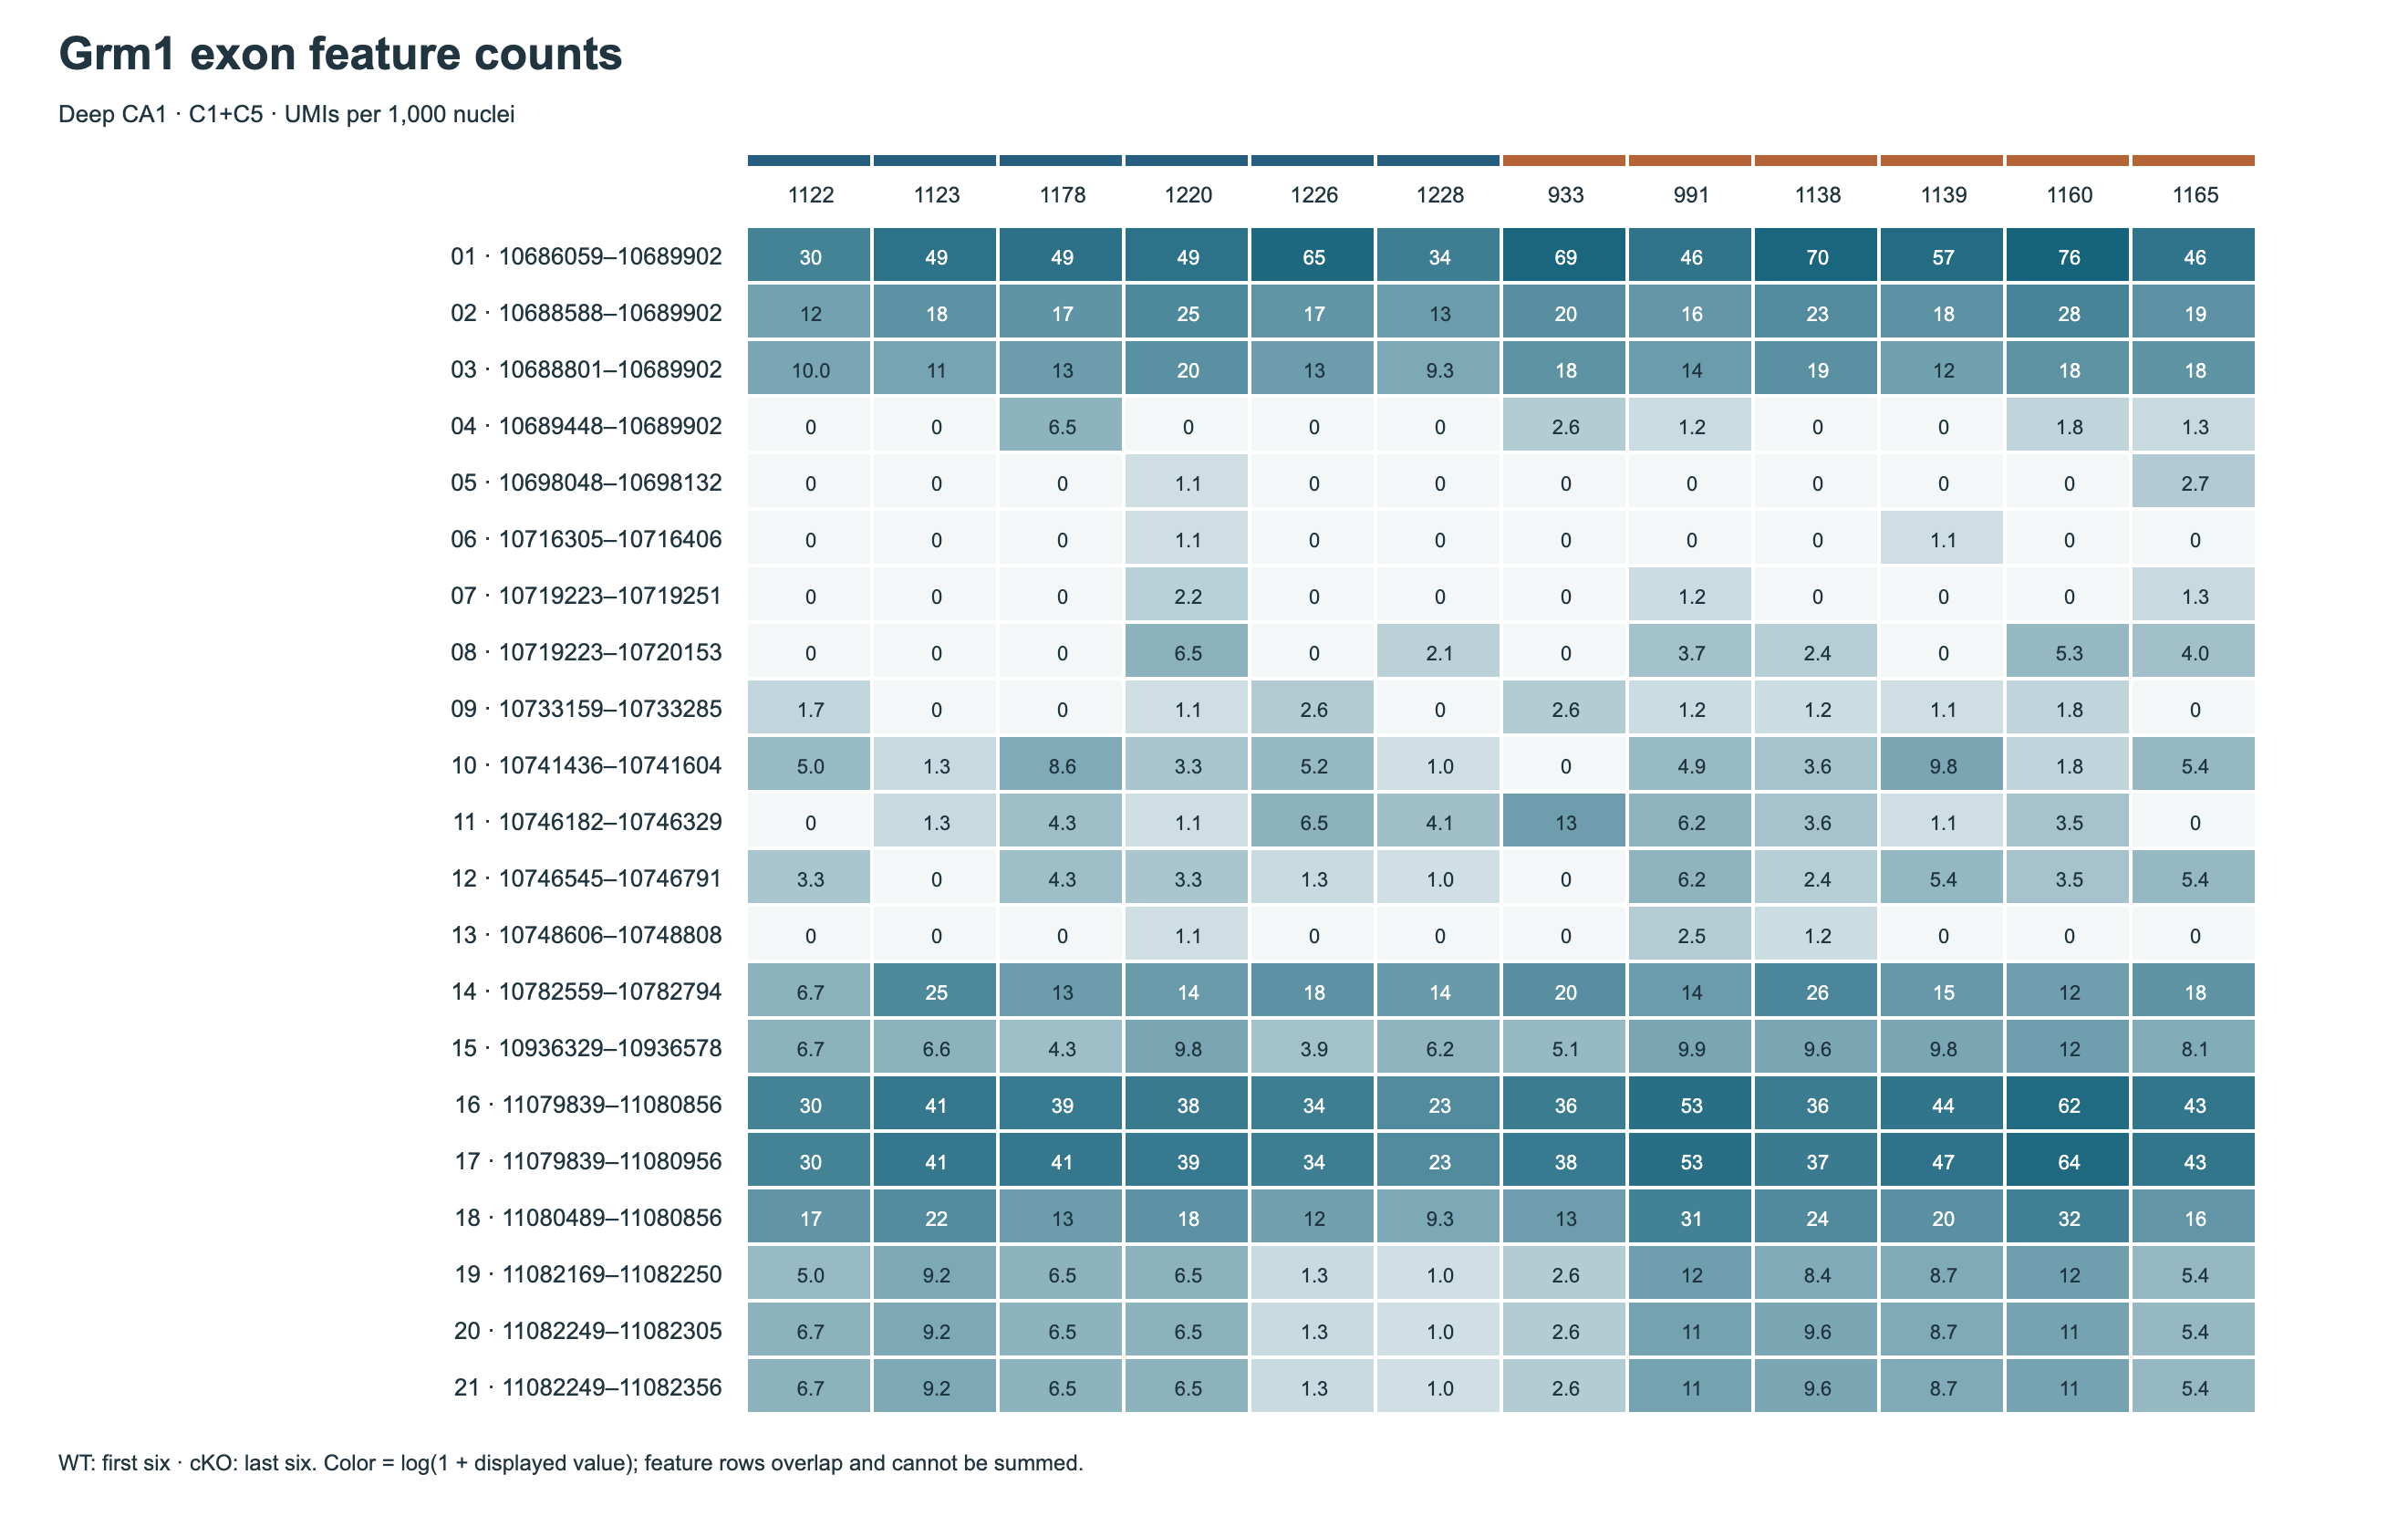 Grm1 exon feature counts
Deep CA1 · C1+C5 · UMIs per 1,000 nuclei
1122 1123 1178 1220 1226 1228 933 991 1138 1139 1160 1165
01 · 10686059–10689902 30 49 49 49 65 34 69 46 70 57 76 46
02 · 10688588–10689902 12 18 17 25 17 13 20 16 23 18 28 19
03 · 10688801–10689902 10.0 11 13 20 13 9.3 18 14 19 12 18 18
04 · 10689448–10689902 0 0 6.5 0 0 0 2.6 1.2 0 0 1.8 1.3
05 · 10698048–10698132 0 0 0 1.1 0 0 0 0 0 0 0 2.7
06 · 10716305–10716406 0 0 0 1.1 0 0 0 0 0 1.1 0 0
07 · 10719223–10719251 0 0 0 2.2 0 0 0 1.2 0 0 0 1.3
08 · 10719223–10720153 0 0 0 6.5 0 2.1 0 3.7 2.4 0 5.3 4.0
09 · 10733159–10733285 1.7 0 0 1.1 2.6 0 2.6 1.2 1.2 1.1 1.8 0
10 · 10741436–10741604 5.0 1.3 8.6 3.3 5.2 1.0 0 4.9 3.6 9.8 1.8 5.4
11 · 10746182–10746329 0 1.3 4.3 1.1 6.5 4.1 13 6.2 3.6 1.1 3.5 0
12 · 10746545–10746791 3.3 0 4.3 3.3 1.3 1.0 0 6.2 2.4 5.4 3.5 5.4
13 · 10748606–10748808 0 0 0 1.1 0 0 0 2.5 1.2 0 0 0
14 · 10782559–10782794 6.7 25 13 14 18 14 20 14 26 15 12 18
15 · 10936329–10936578 6.7 6.6 4.3 9.8 3.9 6.2 5.1 9.9 9.6 9.8 12 8.1
16 · 11079839–11080856 30 41 39 38 34 23 36 53 36 44 62 43
17 · 11079839–11080956 30 41 41 39 34 23 38 53 37 47 64 43
18 · 11080489–11080856 17 22 13 18 12 9.3 13 31 24 20 32 16
19 · 11082169–11082250 5.0 9.2 6.5 6.5 1.3 1.0 2.6 12 8.4 8.7 12 5.4
20 · 11082249–11082305 6.7 9.2 6.5 6.5 1.3 1.0 2.6 11 9.6 8.7 11 5.4
21 · 11082249–11082356 6.7 9.2 6.5 6.5 1.3 1.0 2.6 11 9.6 8.7 11 5.4
WT: first six · cKO: last six. Color = log(1 + displayed value); feature rows overlap and cannot be summed.